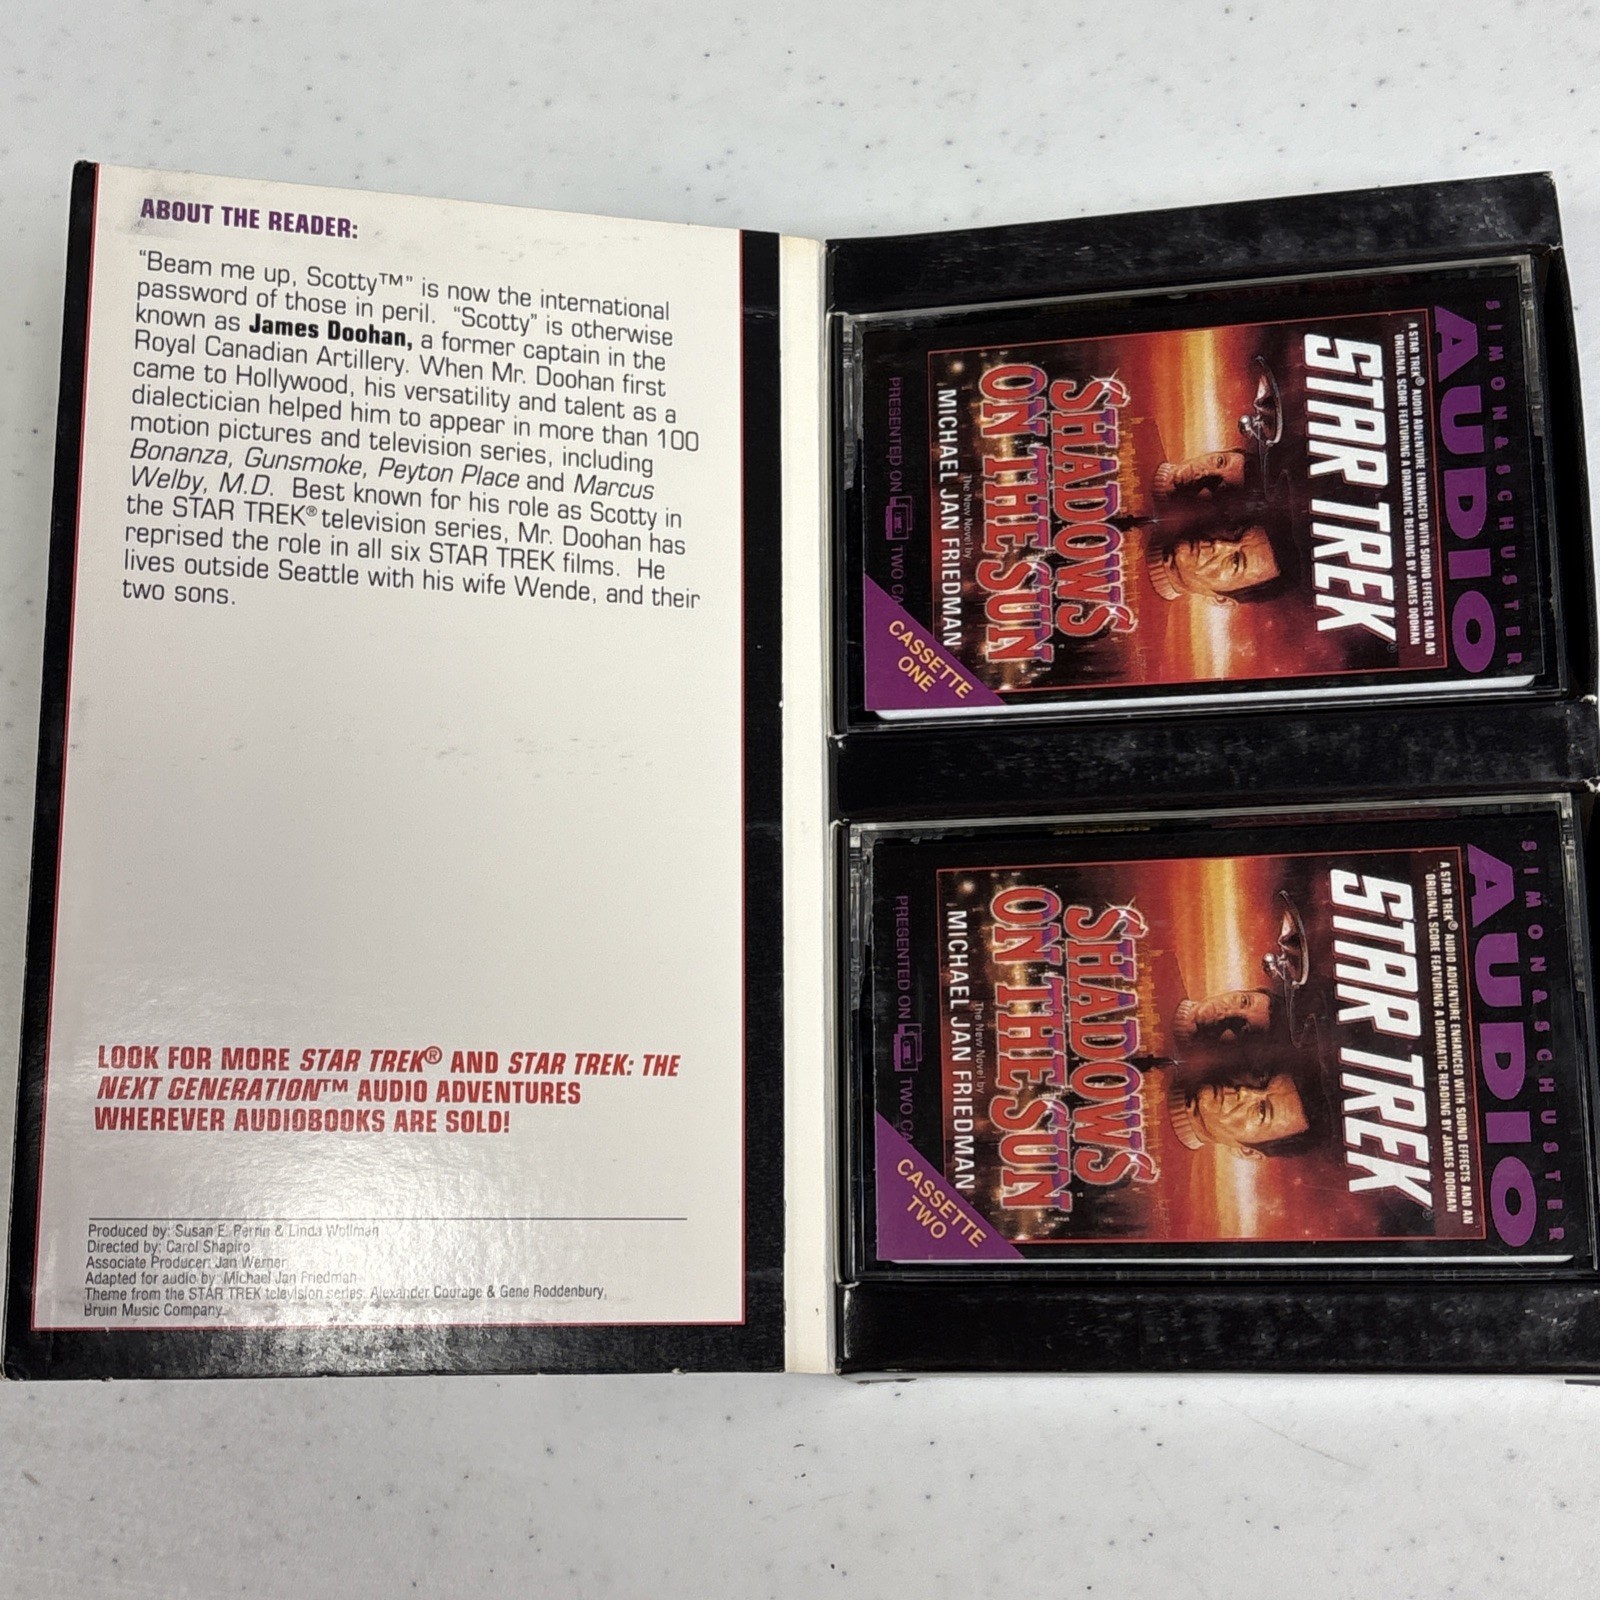 ABOUT THE READER:
“Beam me up, Scotty™” is now the international
password of those in peril. “Scotty” is otherwise
known as James Doohan, a former captain in the
Royal Canadian Artillery. When Mr. Doohan first
came to Hollywood, his versatility and talent as a
dialectician helped him to appear in more than 100
motion pictures and television series, including
Bonanza, Gunsmoke, Peyton Place and Marcus
Welby, M.D. Best known for his role as Scotty in
the STAR TREK® television series, Mr. Doohan has
reprised the role in all six STAR TREK films. He
lives outside Seattle with his wife Wende, and their
two sons.
LOOK FOR MORE STAR TREK® AND STAR TREK: THE
NEXT GENERATION™ AUDIO ADVENTURES
WHEREVER AUDIOBOOKS ARE SOLD!
Produced by: Susan E. Perrin & Linda Wollman
Directed by: Carol Shapiro
Associate Producer: Jan Werner
Adapted for audio by: Michael Jan Friedman
Theme from the STAR TREK television series: Alexander Courage & Gene Roddenbury,
Bruin Music Company
SIMON & SCHUSTER
AUDIO
A STAR TREK® AUDIO ADVENTURE ENHANCED WITH SOUND EFFECTS AND AN
ORIGINAL SCORE FEATURING A DRAMATIC READING BY JAMES DOOHAN
STAR TREK®
SHADOWS
ON THE SUN
The New Novel by
MICHAEL JAN FRIEDMAN
PRESENTED ON TWO CA
CASSETTE
ONE
SIMON & SCHUSTER
AUDIO
A STAR TREK® AUDIO ADVENTURE ENHANCED WITH SOUND EFFECTS AND AN
ORIGINAL SCORE FEATURING A DRAMATIC READING BY JAMES DOOHAN
STAR TREK®
SHADOWS
ON THE SUN
The New Novel by
MICHAEL JAN FRIEDMAN
PRESENTED ON TWO CA
CASSETTE
TWO